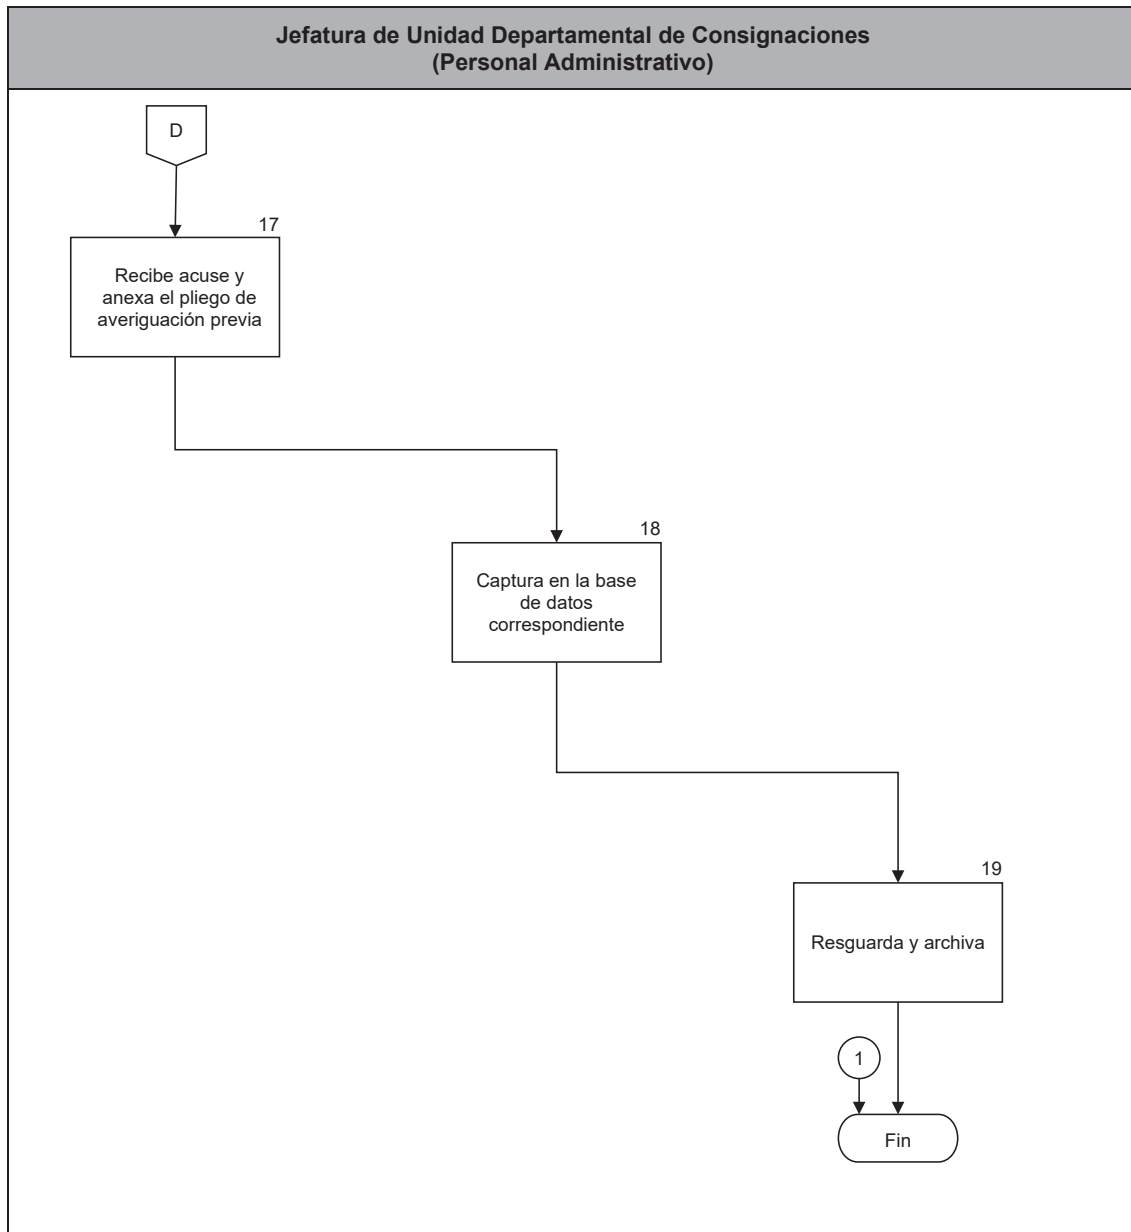 Jefatura de Unidad Departamental de Consignaciones
(Personal Administrativo)
D
17
Recibe acuse y
anexa el pliego de
averiguación previa
18
Captura en la base
de datos
correspondiente
19
Resguarda y archiva
1
Fin